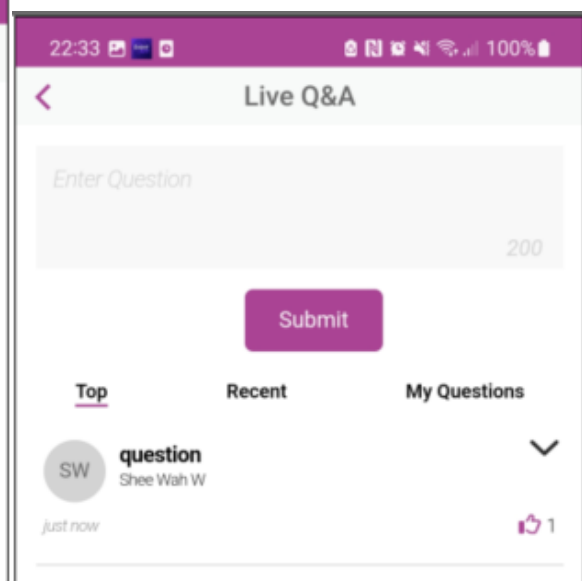 22:33 100%
Live Q&A
Enter Question
200
Submit
Top Recent My Questions
question
SW
Shee Wah W
just now 1